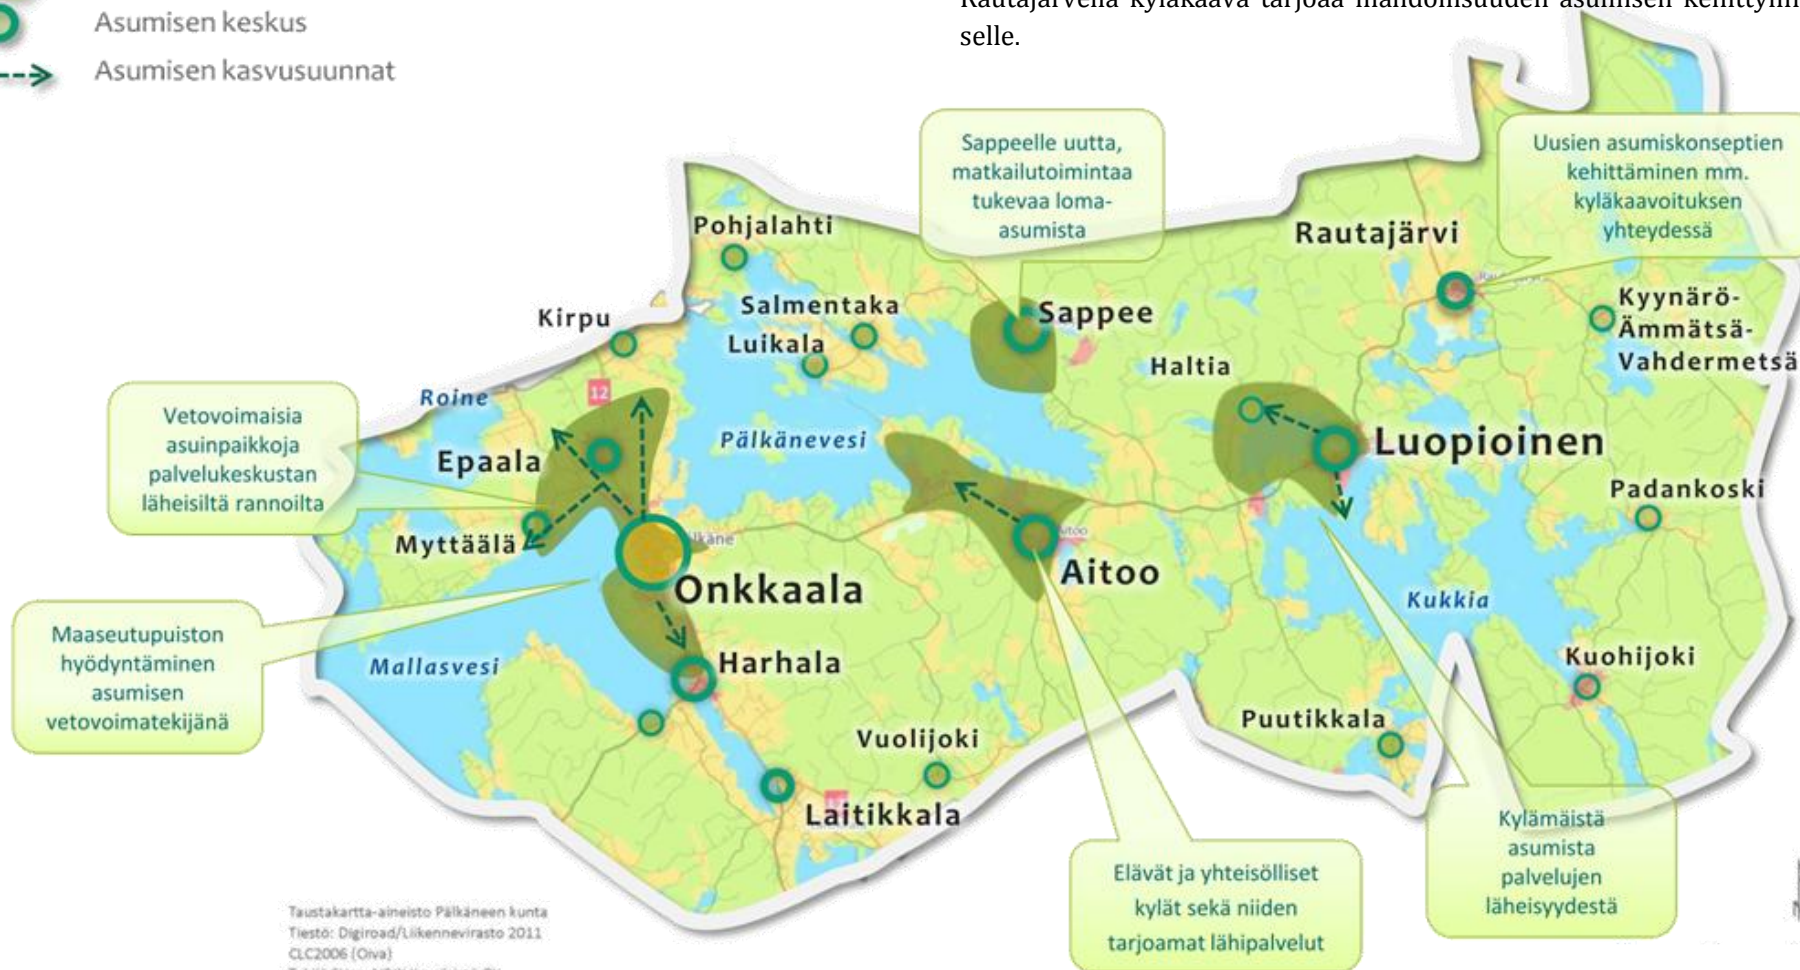 Asumisen keskus
Asumisen kasvusuunnat
selle.
Sappeelle uutta,
matkailutoimintaa
tukevaa loma-
asumista
Uusien asumiskonseptien
kehittäminen mm.
kyläkaavoituksen
yhteydessä
Pohjalahti
Rautajärvi
Kirpu
Salmentaka
Luikala
Sappee
Haltia
Kyynärö-
Ämmätsä-
Vahdermetsä
12
Roine
Vetovoimaisia
asuinpaikkoja
palvelukeskustan
läheisiltä rannoilta
Epaala
Pälkänevesi
Luopioinen
Padankoski
Myttäälä
Onkkaala
Aitoo
Kukkia
Maaseutupuiston
hyödyntäminen
asumisen
vetovoimatekijänä
Mallasvesi
Harhala
Kuohijoki
Puutikkala
Vuolijoki
Laitikkala
Kylämäistä
asumista
palvelujen
läheisyydestä
Elävät ja yhteisölliset
kylät sekä niiden
tarjoamat lähipalvelut
Taustakartta-aineisto Pälkäneen kunta
Tiestö: Digiroad/Liikennevirasto 2011
CLC2006 (Oiva)